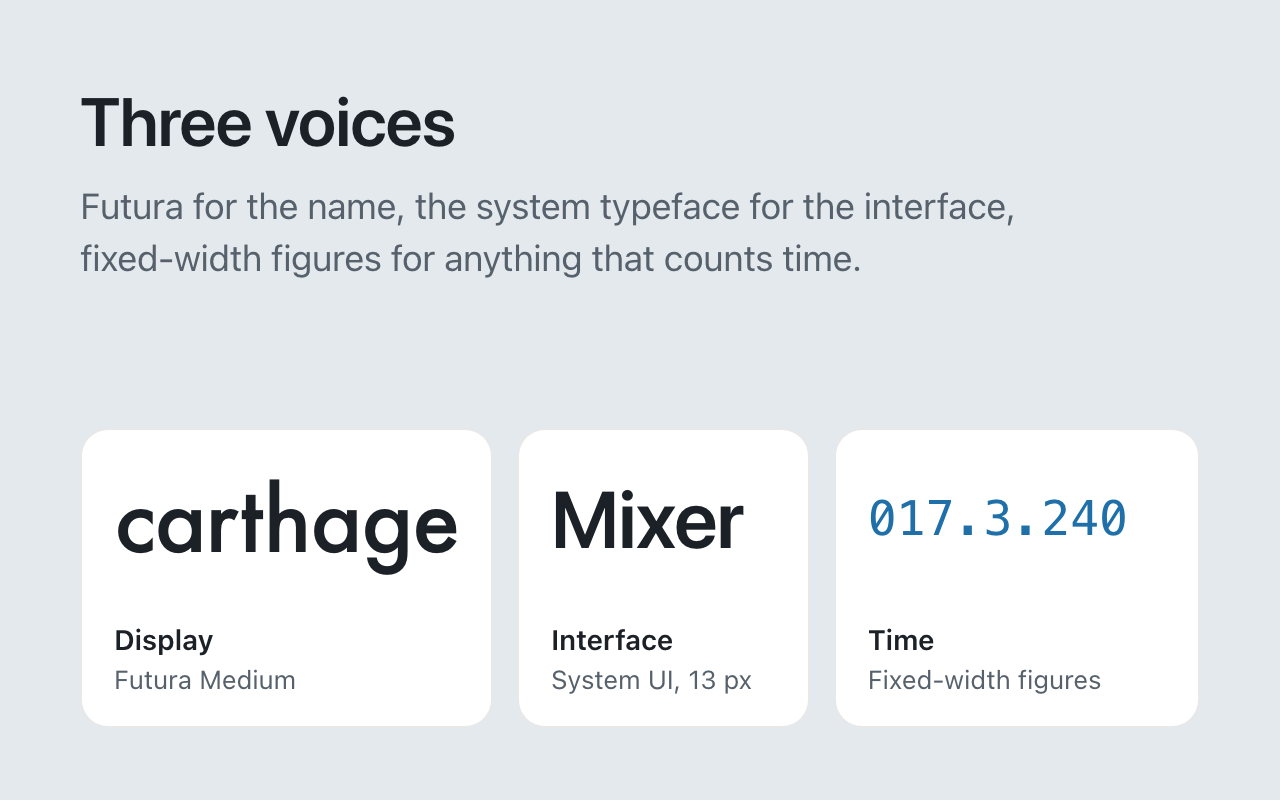 Three voices
Futura for the name, the system typeface for the interface,
fixed-width figures for anything that counts time.
carthage
Display
Futura Medium
Mixer
Interface
System UI, 13 px
017.3.240
Time
Fixed-width figures